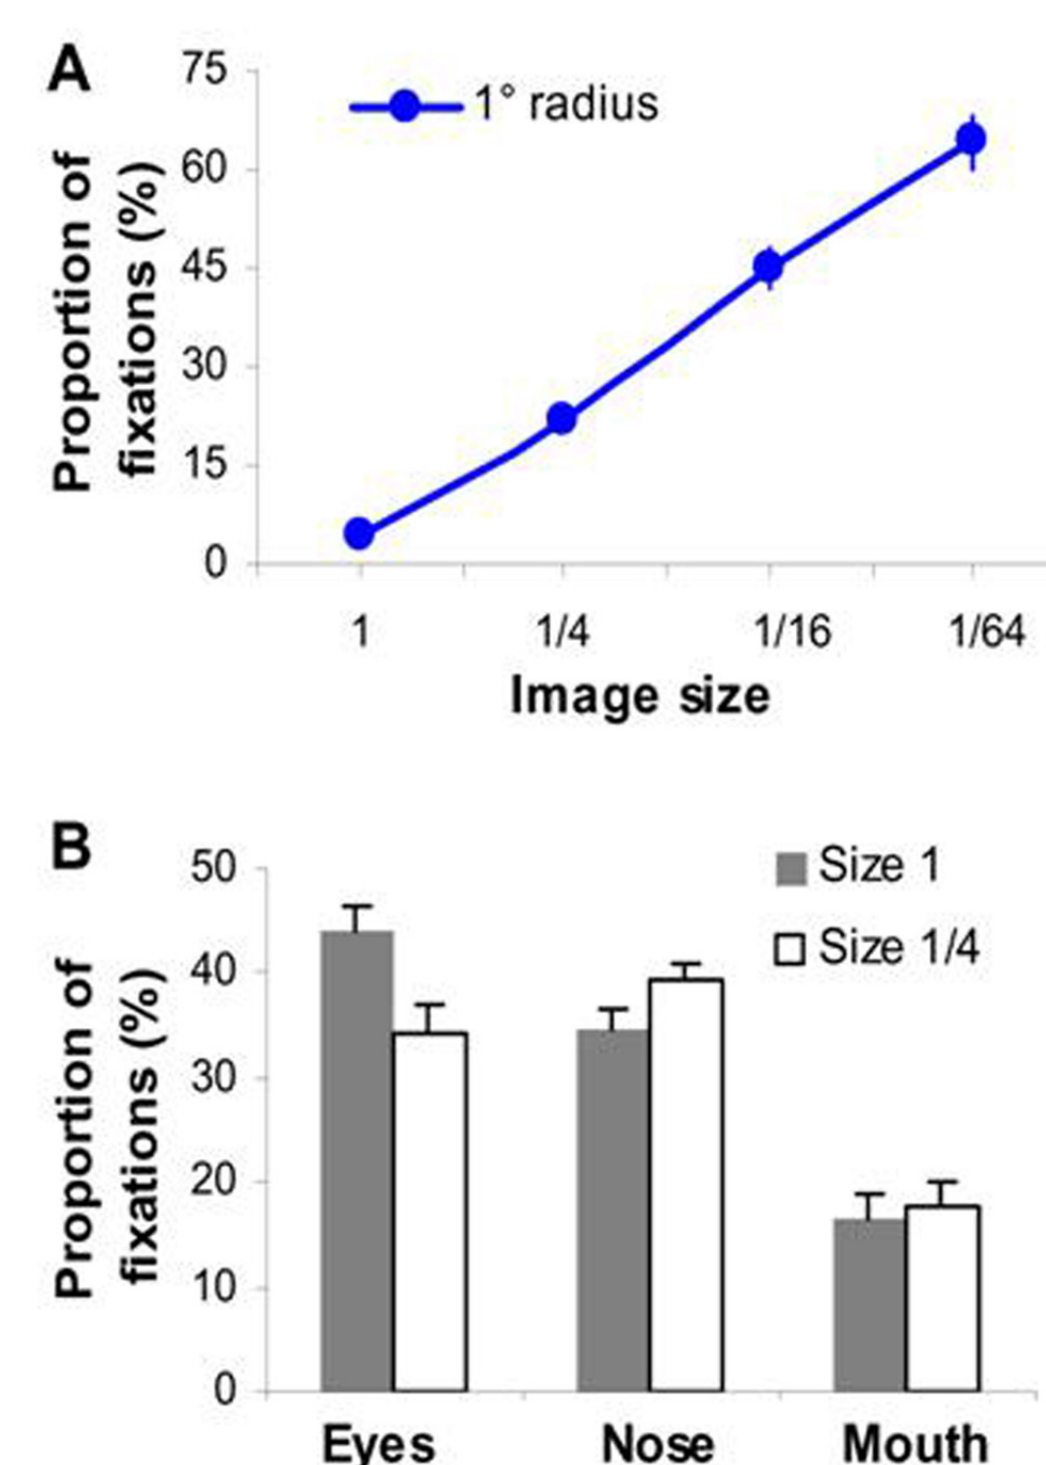 A
75
1° radius
60
45
30
15
0
Proportion of
fixations (%)
1 1/4 1/16 1/64
Image size
B
50
Size 1
Size 1/4
40
30
20
10
0
Proportion of
fixations (%)
Eyes Nose Mouth